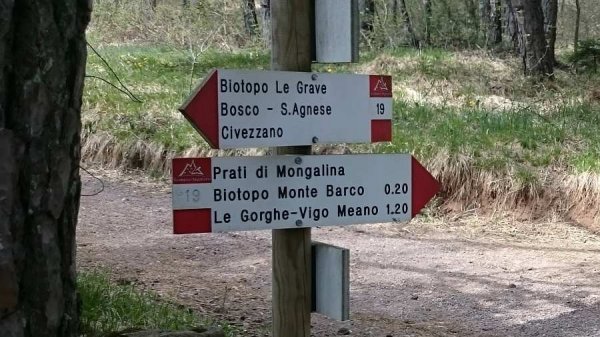 Biotopo Le Grave
Bosco - S.Agnese 19
Civezzano
Prati di Mongalina
19 Biotopo Monte Barco 0.20
Le Gorghe-Vigo Meano 1.20